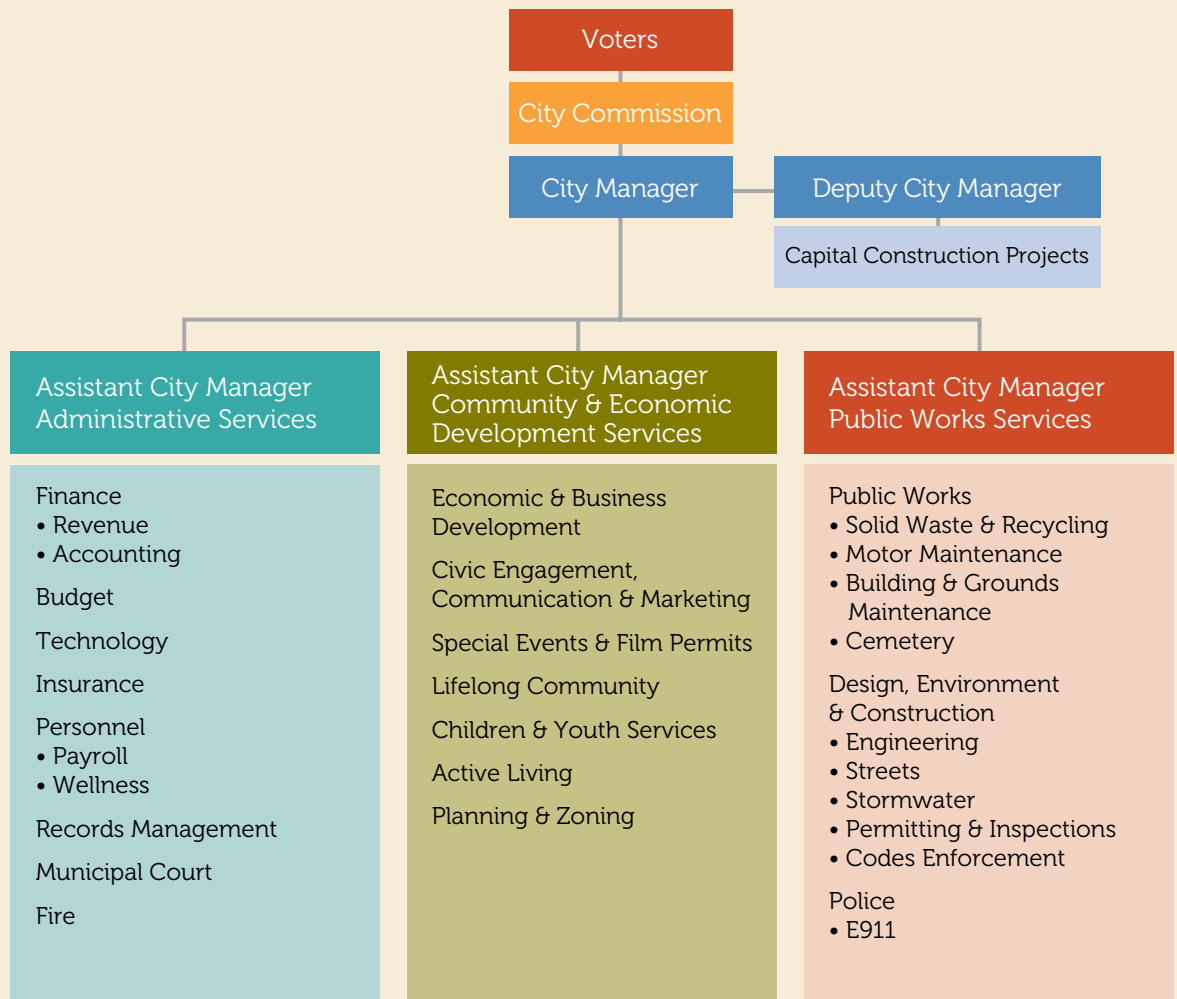 Voters
City Commission
City Manager
Deputy City Manager
Capital Construction Projects
Assistant City Manager
Administrative Services
Finance
• Revenue
• Accounting
Budget
Technology
Insurance
Personnel
• Payroll
• Wellness
Records Management
Municipal Court
Fire
Assistant City Manager
Community & Economic
Development Services
Economic & Business
Development
Civic Engagement,
Communication & Marketing
Special Events & Film Permits
Lifelong Community
Children & Youth Services
Active Living
Planning & Zoning
Assistant City Manager
Public Works Services
Public Works
• Solid Waste & Recycling
• Motor Maintenance
• Building & Grounds
Maintenance
• Cemetery
Design, Environment
& Construction
• Engineering
• Streets
• Stormwater
• Permitting & Inspections
• Codes Enforcement
Police
• E911